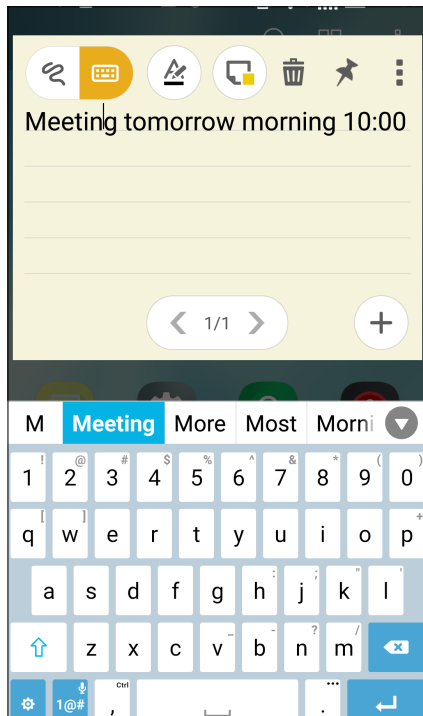 Meeting tomorrow morning 10:00
1/1
M Meeting More Most Morni
! @ # $ % ^ & * ( )
1 2 3 4 5 6 7 8 9 0
[ ] +
q w e r t y u i o p
: ; " '
a s d f g h j k l
_ - ? /
z x c v b n m
Ctrl ...
1@# , .